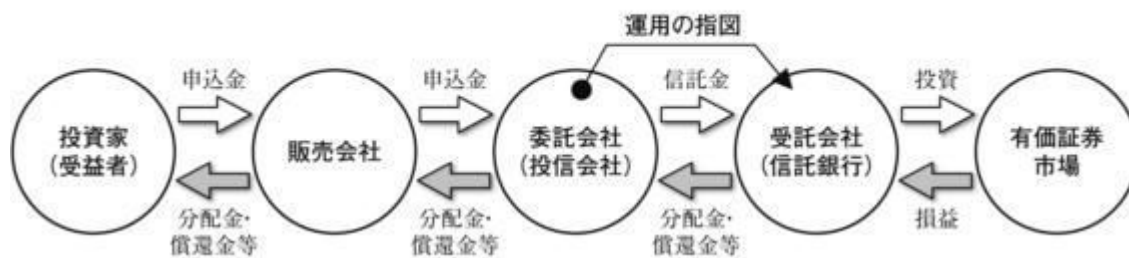 運用の指図
申込金
申込金
信託金
投資
投資家
（受益者）
販売会社
委託会社
（投信会社）
受託会社
（信託銀行）
有価証券
市場
分配金・
償還金等
分配金・
償還金等
分配金・
償還金等
損益